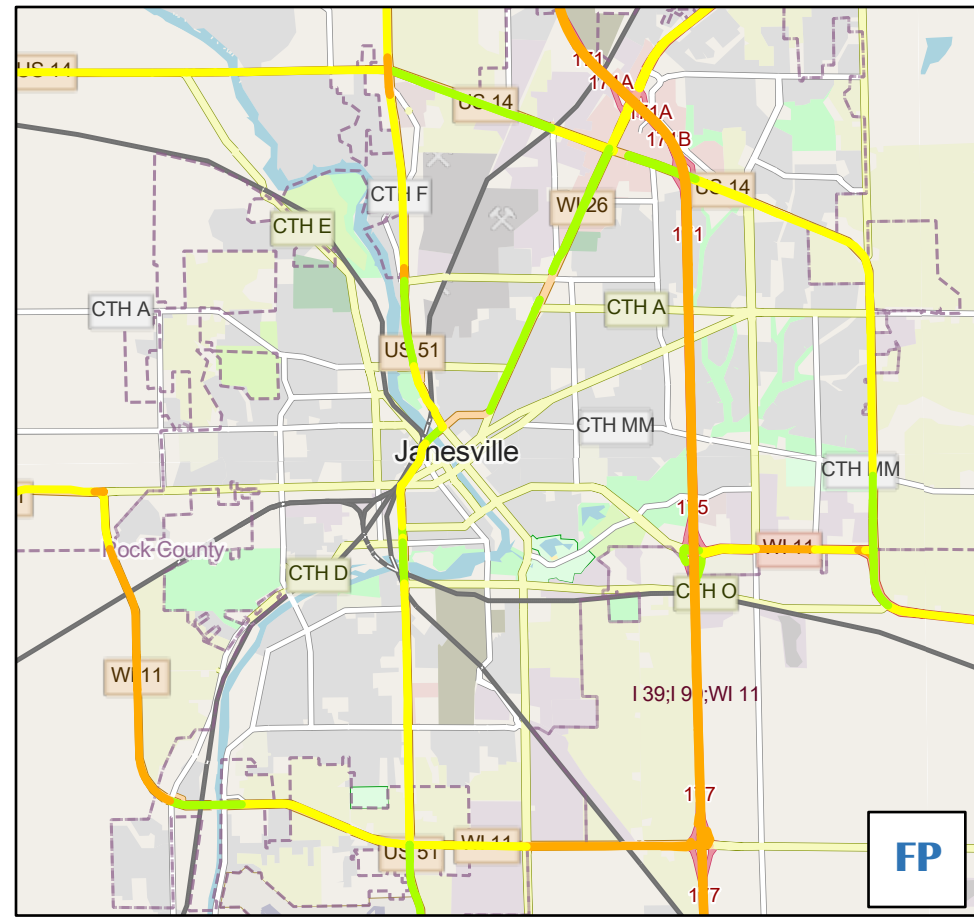 171
US 14
171A
US 14
171A
171B
US 14
CTH F
WI 26
CTH E
171
CTH A
CTH A
US 51
CTH MM
Janesville
CTH MM
175
Rock County
WI 11
CTH D
CTH O
WI 11
I 39;I 90;WI 11
177
WI 11
US 51
FP
177